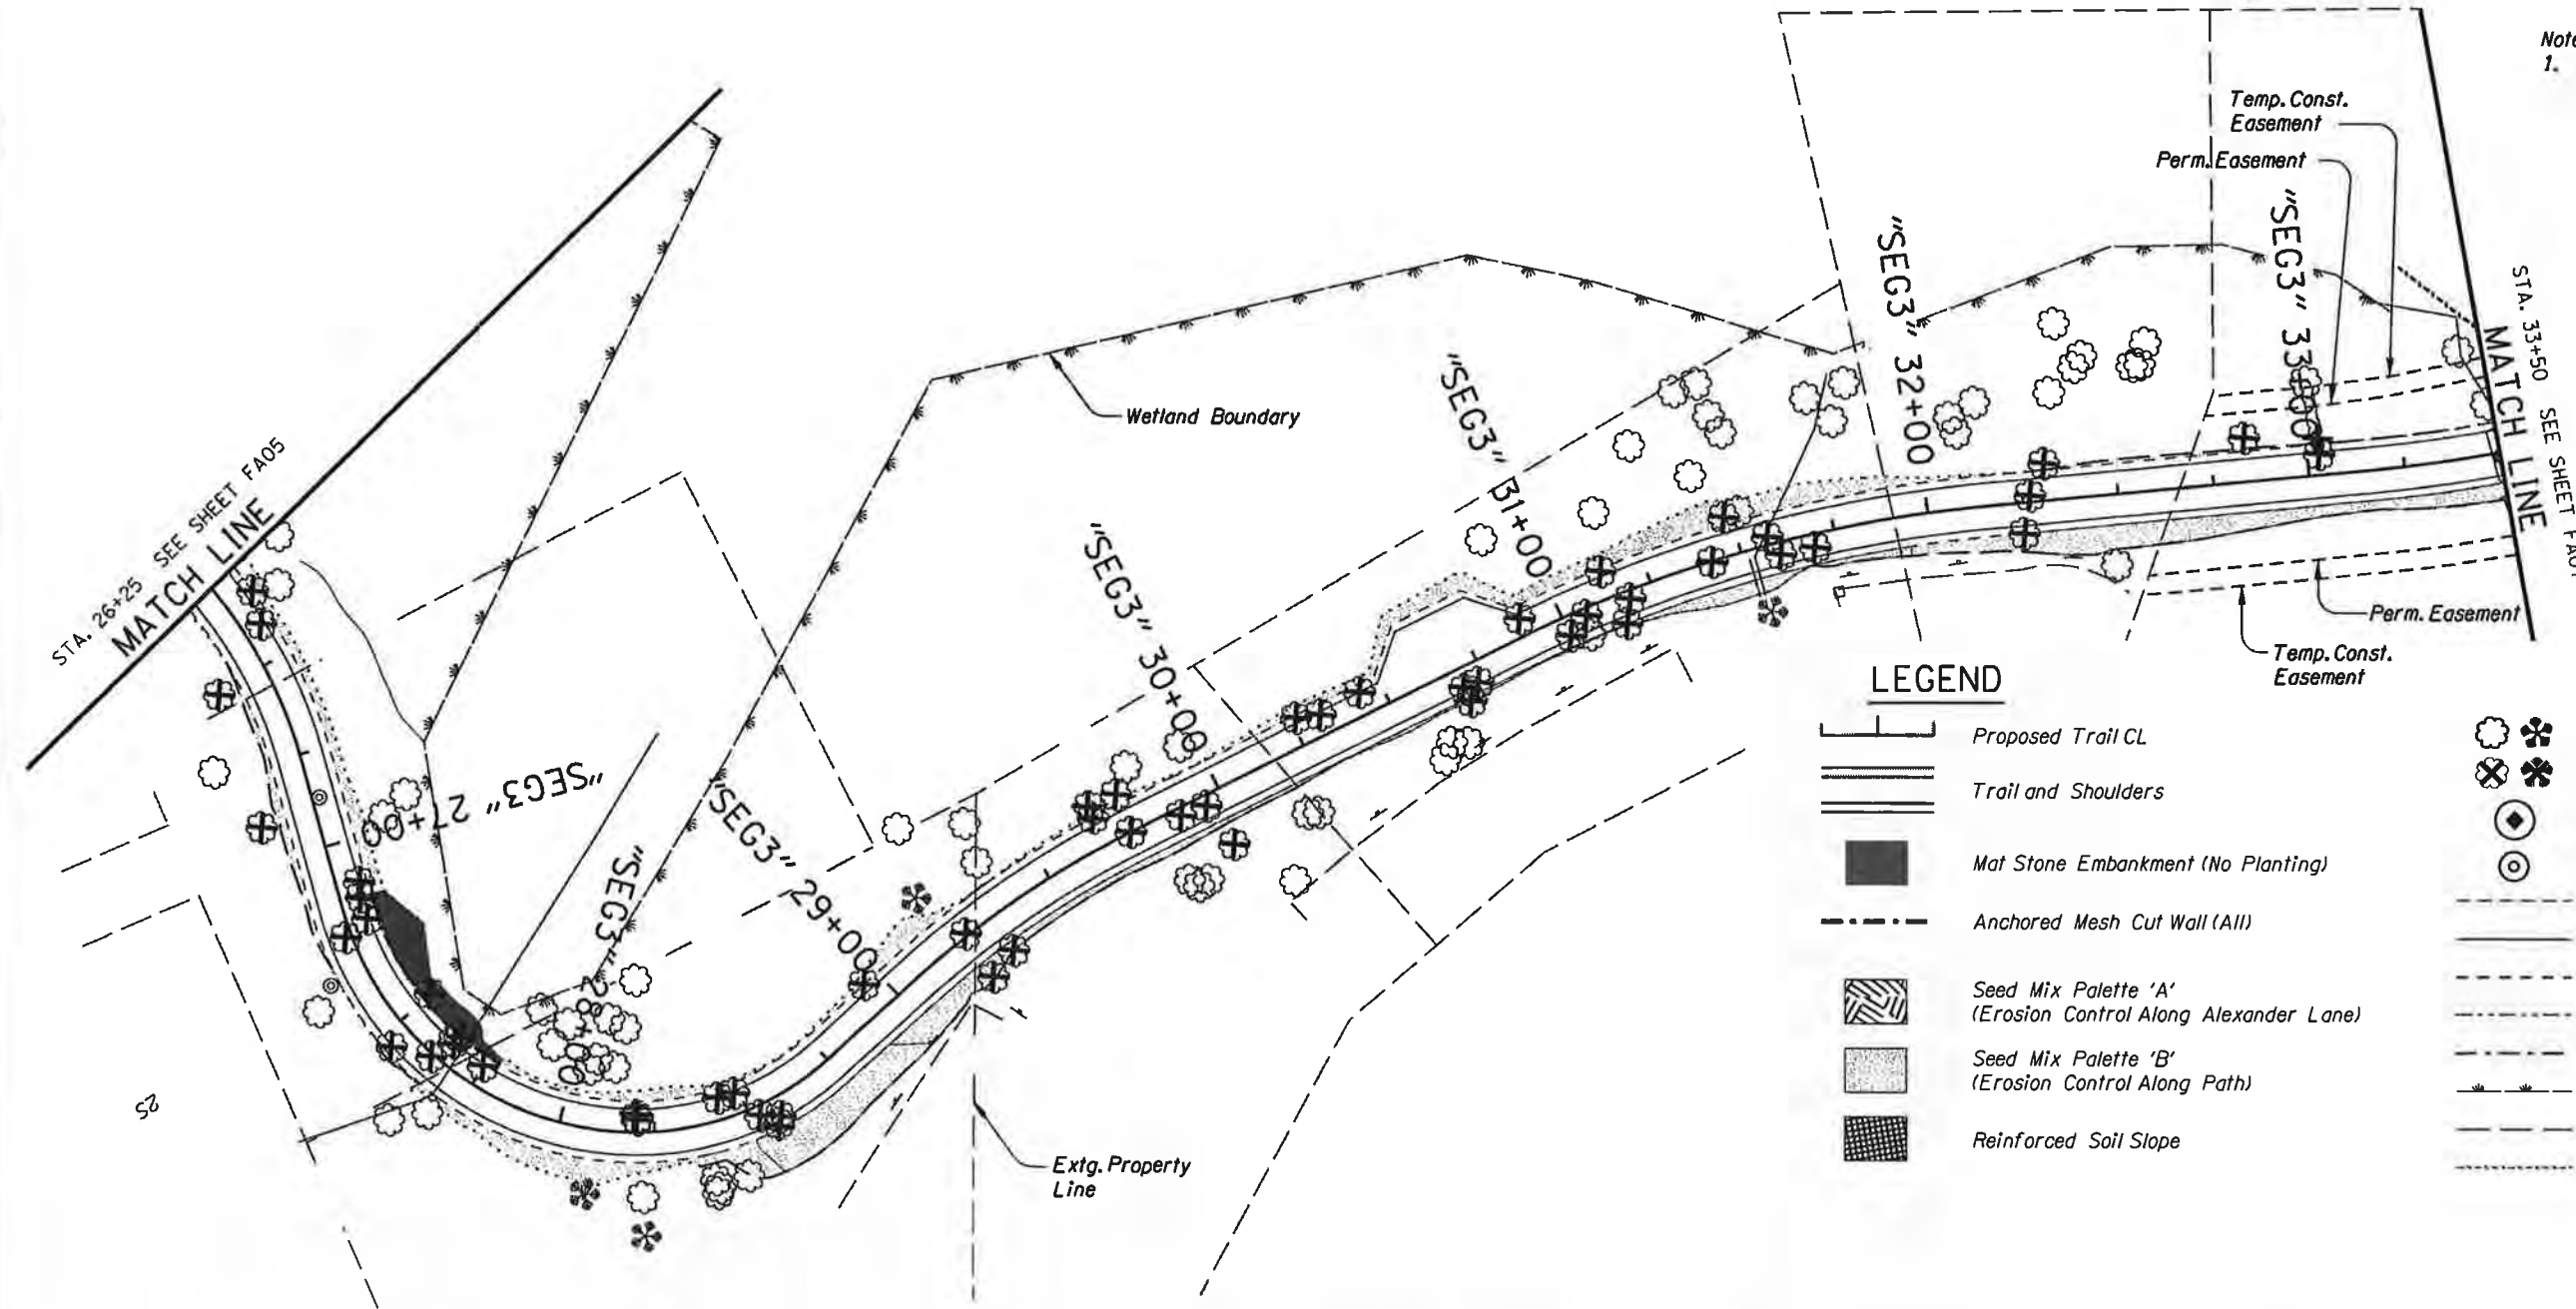 Note
1.
Temp. Const.
Easement
Perm. Easement
"SEG3" 33+00
"SEG3" 32+00
"SEG3" 31+00
"SEG3" 30+00
"SEG3" 29+00
"SEG3" 28+00
"SEG3" 27+00
Wetland Boundary
STA. 26+25 SEE SHEET FA05
MATCH LINE
STA. 33+50 SEE SHEET
MATCH LINE
Perm. Easement
Temp. Const.
Easement
Extg. Property
Line
25
LEGEND
Proposed Trail CL
Trail and Shoulders
Mat Stone Embankment (No Planting)
Anchored Mesh Cut Wall (All)
Seed Mix Palette 'A'
(Erosion Control Along Alexander Lane)
Seed Mix Palette 'B'
(Erosion Control Along Path)
Reinforced Soil Slope